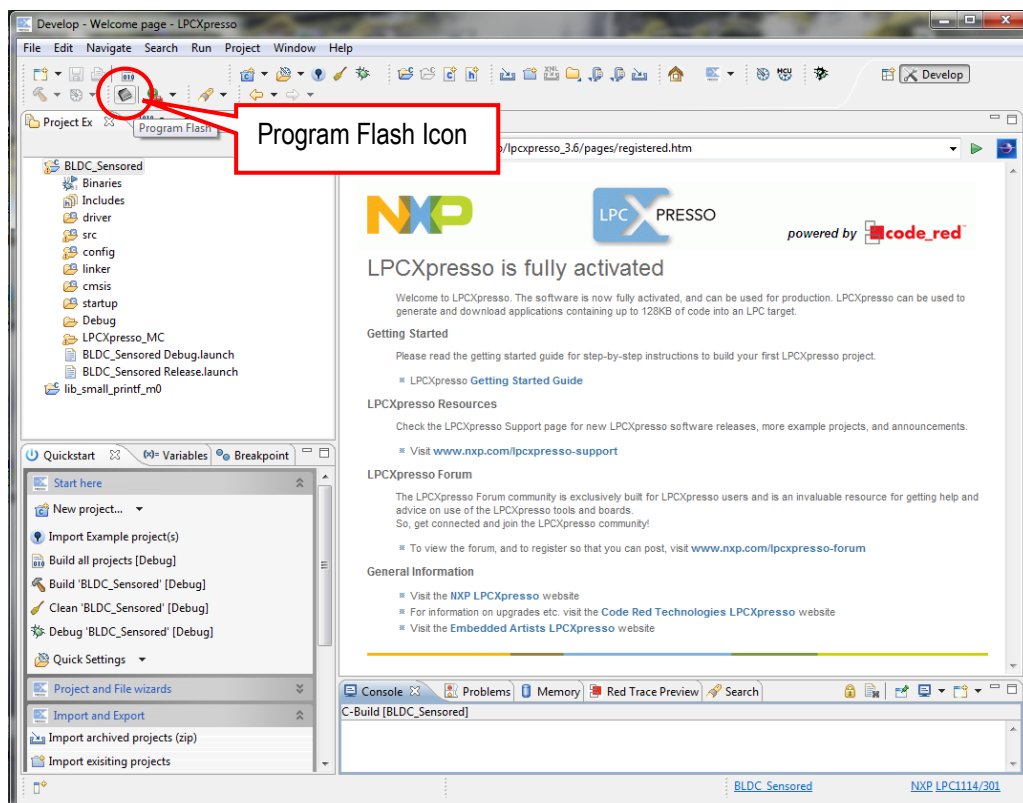 Develop - Welcome page - LPCXpresso
File Edit Navigate Search Run Project Window Help
Develop
Project Ex
Program Flash
Program Flash Icon
/lpcxpresso_3.6/pages/registered.htm
BLDC_Sensored
Binaries
Includes
driver
src
config
linker
cmsis
startup
Debug
LPCXpresso_MC
BLDC_Sensored Debug.launch
BLDC_Sensored Release.launch
lib_small_printf_m0
NXP
LPC XPRESSO
powered by code_red
LPCXpresso is fully activated
Welcome to LPCXpresso. The software is now fully activated, and can be used for production. LPCXpresso can be used to
generate and download applications containing up to 128KB of code into an LPC target.
Getting Started
Please read the getting started guide for step-by-step instructions to build your first LPCXpresso project.
LPCXpresso Getting Started Guide
LPCXpresso Resources
Check the LPCXpresso Support page for new LPCXpresso software releases, more example projects, and announcements.
Visit www.nxp.com/lpcxpresso-support
LPCXpresso Forum
The LPCXpresso Forum community is exclusively built for LPCXpresso users and is an invaluable resource for getting help and
advice on use of the LPCXpresso tools and boards.
So, get connected and join the LPCXpresso community!
To view the forum, and to register so that you can post, visit www.nxp.com/lpcxpresso-forum
General Information
Visit the NXP LPCXpresso website
For information on upgrades etc. visit the Code Red Technologies LPCXpresso website
Visit the Embedded Artists LPCXpresso website
Quickstart (x)= Variables Breakpoint
Start here
New project...
Import Example project(s)
Build all projects [Debug]
Build 'BLDC_Sensored' [Debug]
Clean 'BLDC_Sensored' [Debug]
Debug 'BLDC_Sensored' [Debug]
Quick Settings
Project and File wizards
Import and Export
Import archived projects (zip)
Import exisiting projects
Console Problems Memory Red Trace Preview Search
C-Build [BLDC_Sensored]
BLDC_Sensored NXP LPC1114/301